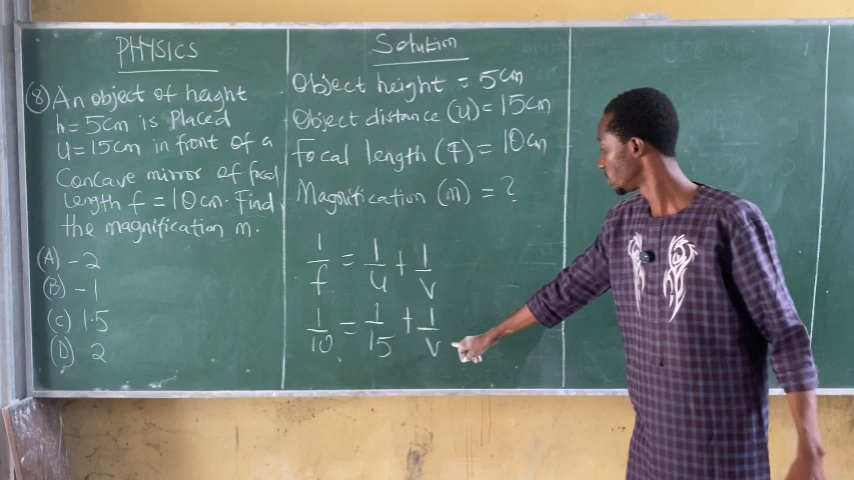 PHYSICS
(8) An object of height
h = 5cm is placed
u = 15cm in front of a
Concave mirror of focal
length f = 10cm. Find
the magnification m.
(A) -2
(B) -1
(C) 1.5
(D) 2
Solution
Object height = 5cm
Object distance (u) = 15cm
Focal length (F) = 10cm
Magnification (m) = ?
1/f = 1/u + 1/v
1/10 = 1/15 + 1/v